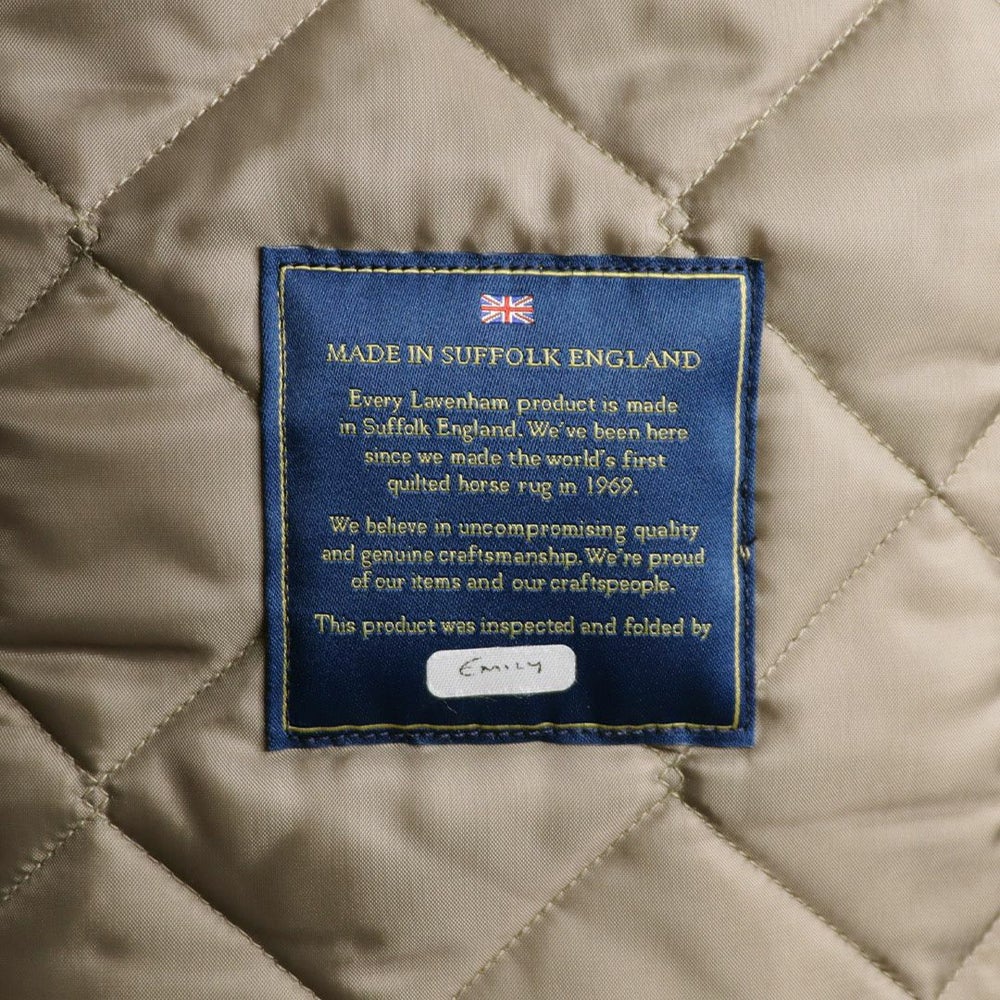 MADE IN SUFFOLK ENGLAND
Every Lavenham product is made
in Suffolk England. We've been here
since we made the world's first
quilted horse rug in 1969.
We believe in uncompromising quality
and genuine craftsmanship. We're proud
of our items and our craftspeople.
This product was inspected and folded by
EMILY